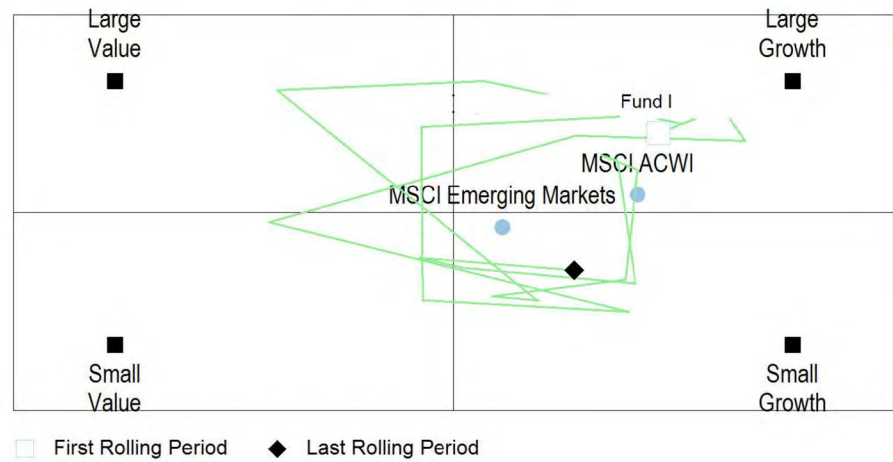 Large
Value
Large
Growth
Fund I
MSCI ACWI
MSCI Emerging Markets
Small
Value
Small
Growth
First Rolling Period
Last Rolling Period